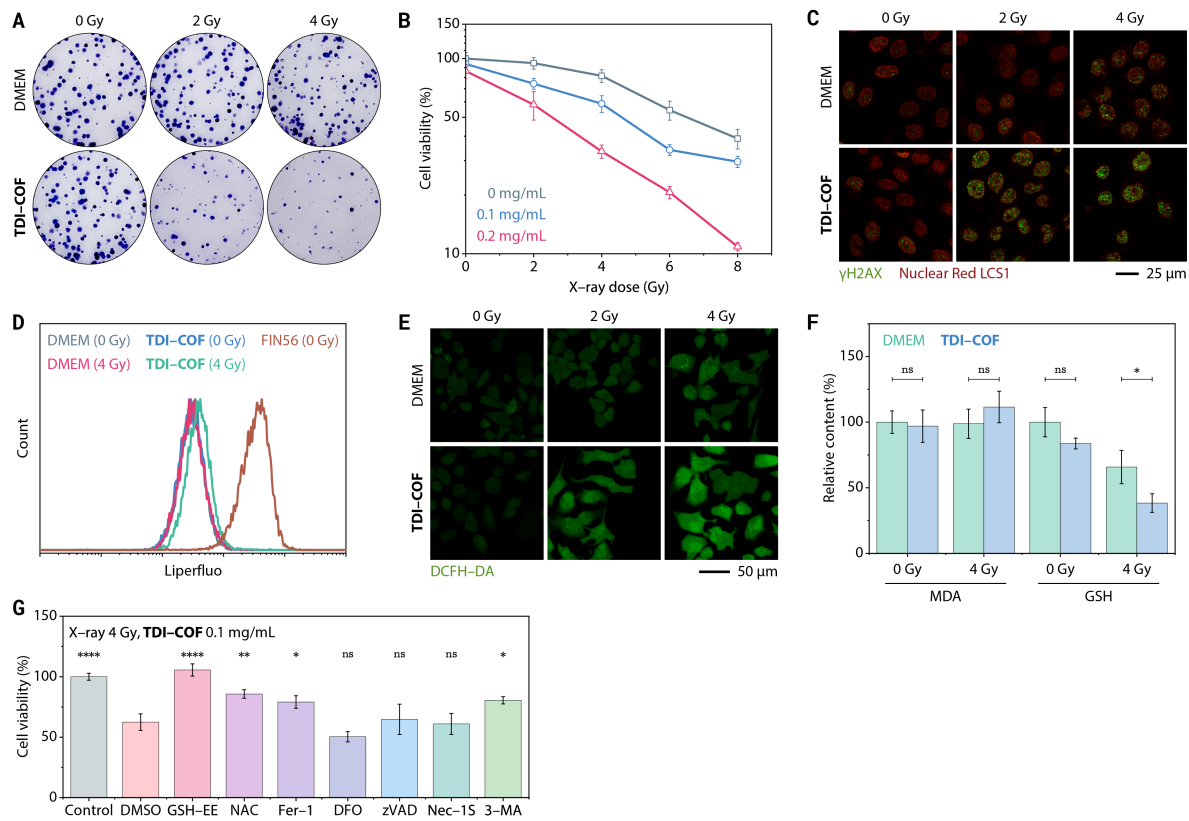 A
0 Gy 2 Gy 4 Gy
DMEM
TDI–COF
B
Cell viability (%)
150
100
50
10
0 mg/mL
0.1 mg/mL
0.2 mg/mL
0 2 4 6 8
X–ray dose (Gy)
C
0 Gy 2 Gy 4 Gy
DMEM
TDI–COF
γH2AX Nuclear Red LCS1 25 μm
D
DMEM (0 Gy) TDI–COF (0 Gy) FIN56 (0 Gy)
DMEM (4 Gy) TDI–COF (4 Gy)
Count
Liperfluo
E
0 Gy 2 Gy 4 Gy
DMEM
TDI–COF
DCFH–DA 50 μm
F
DMEM TDI–COF
Relative content (%)
150
100
50
0
ns ns ns *
0 Gy 4 Gy 0 Gy 4 Gy
MDA GSH
G
Cell viability (%)
150
100
50
0
X–ray 4 Gy, TDI–COF 0.1 mg/mL
**** **** ** * ns ns ns *
Control DMSO GSH–EE NAC Fer–1 DFO zVAD Nec–1S 3–MA